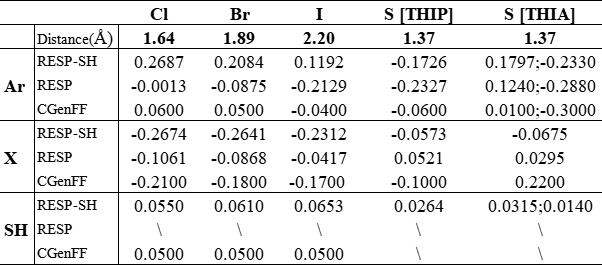 Cl Br I S [THIP] S [THIA]
Distance(Å) 1.64 1.89 2.20 1.37 1.37
RESP-SH 0.2687 0.2084 0.1192 -0.1726 0.1797;-0.2330
Ar RESP -0.0013 -0.0875 -0.2129 -0.2327 0.1240;-0.2880
CGenFF 0.0600 0.0500 -0.0400 -0.0600 0.0100;-0.3000
RESP-SH -0.2674 -0.2641 -0.2312 -0.0573 -0.0675
X RESP -0.1061 -0.0868 -0.0417 0.0521 0.0295
CGenFF -0.2100 -0.1800 -0.1700 -0.1000 0.2200
RESP-SH 0.0550 0.0610 0.0653 0.0264 0.0315;0.0140
SH RESP \ \ \ \ \
CGenFF 0.0500 0.0500 0.0500 \ \